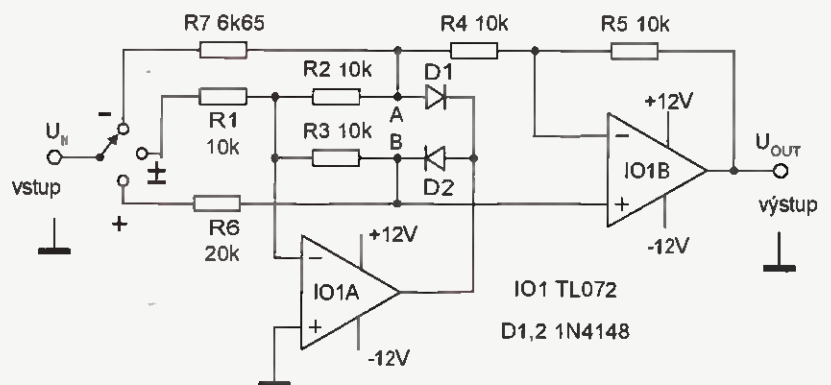 R7 6k65
R4 10k
R5 10k
R2 10k
D1
A
+12V
−
U_N
R1
10k
R3 10k
B
−
IO1B
U_OUT
vstup
±
D2
+
výstup
+
R6
20k
−12V
+12V
−
IO1A
+
IO1 TL072
D1,2 1N4148
−12V